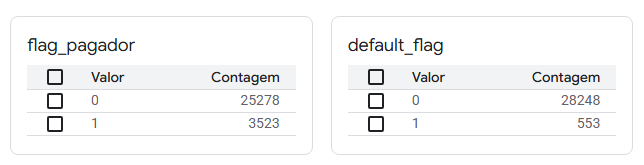 flag_pagador
Valor Contagem
0 25278
1 3523
default_flag
Valor Contagem
0 28248
1 553